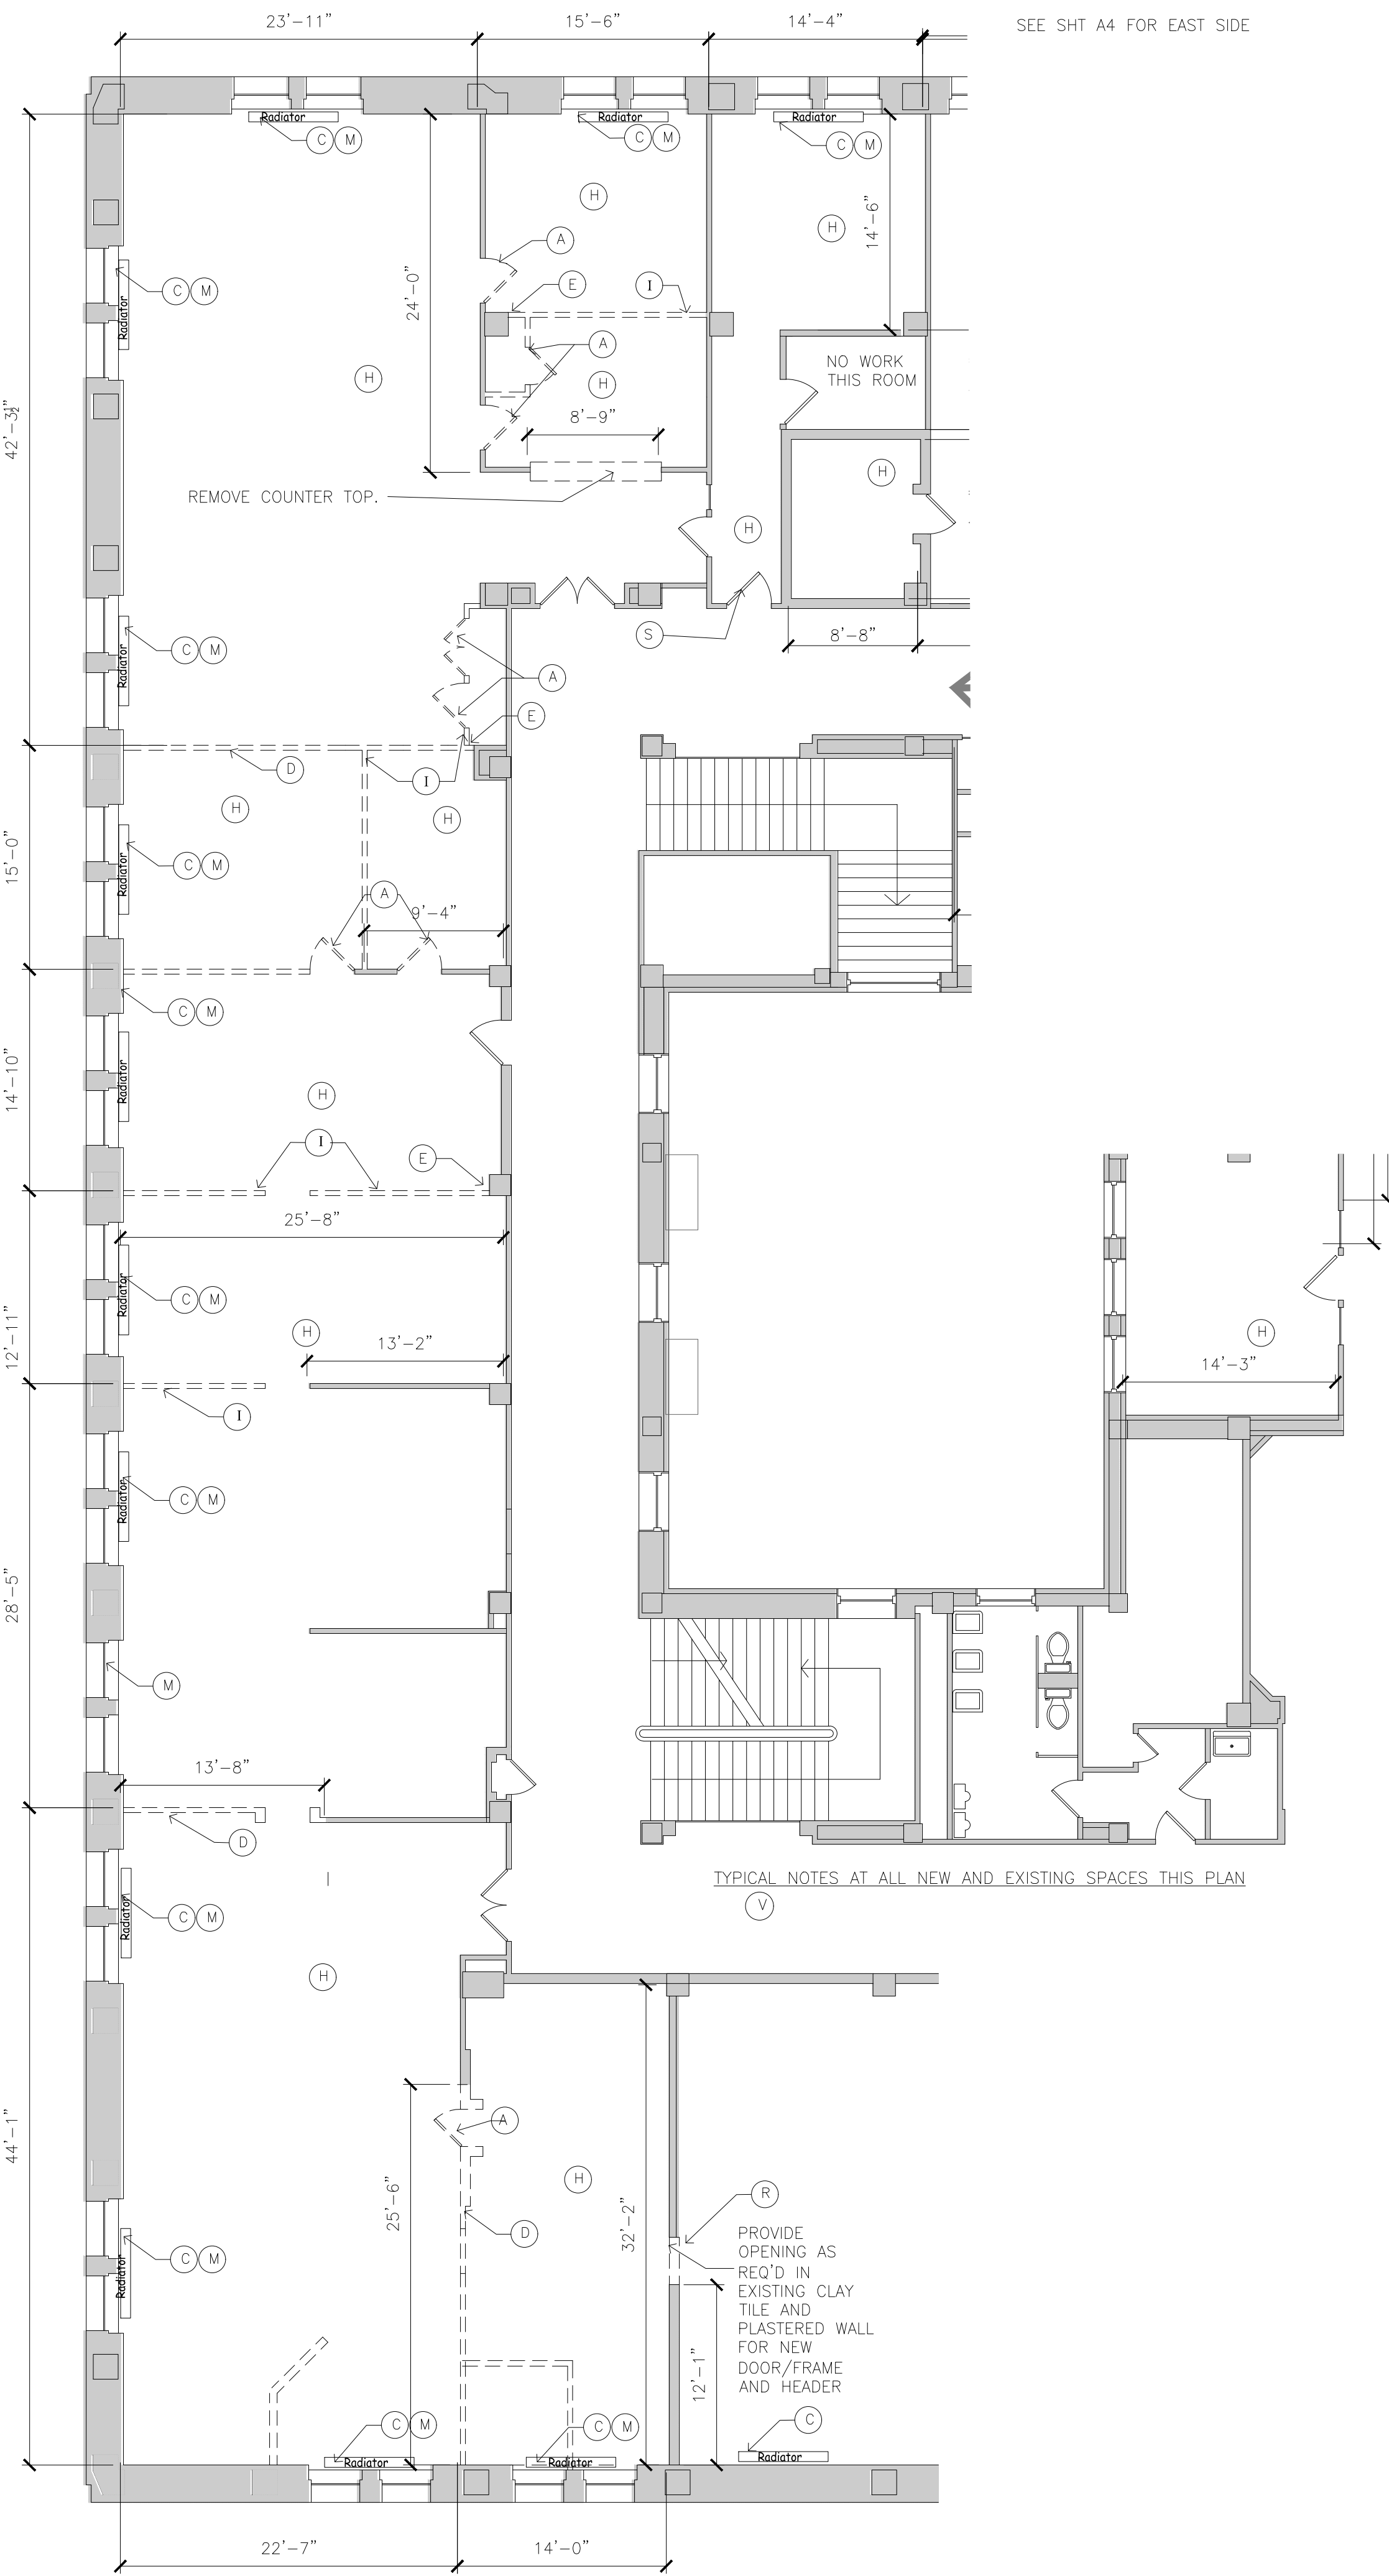 23'-11"
15'-6"
14'-4"
SEE SHT A4 FOR EAST SIDE
Radiator
Radiator
Radiator
C M
C M
C M
H
H
14'-6"
A
24'-0"
E
I
C M
Radiator
A
NO WORK
THIS ROOM
H
H
8'-9"
42'-3½"
H
REMOVE COUNTER TOP.
H
S
8'-8"
C M
Radiator
A
E
D
I
H
H
15'-0"
C M
Radiator
A
9'-4"
C M
14'-10"
Radiator
H
I
E
25'-8"
C M
Radiator
12'-11"
H
13'-2"
H
14'-3"
I
C M
Radiator
28'-5"
M
13'-8"
D
TYPICAL NOTES AT ALL NEW AND EXISTING SPACES THIS PLAN
V
C M
Radiator
H
44'-1"
A
25'-6"
H
32'-2"
R
D
C M
Radiator
PROVIDE
OPENING AS
REQ'D IN
EXISTING CLAY
TILE AND
PLASTERED WALL
FOR NEW
DOOR/FRAME
AND HEADER
12'-1"
C M
C M
C
Radiator
Radiator
Radiator
22'-7"
14'-0"